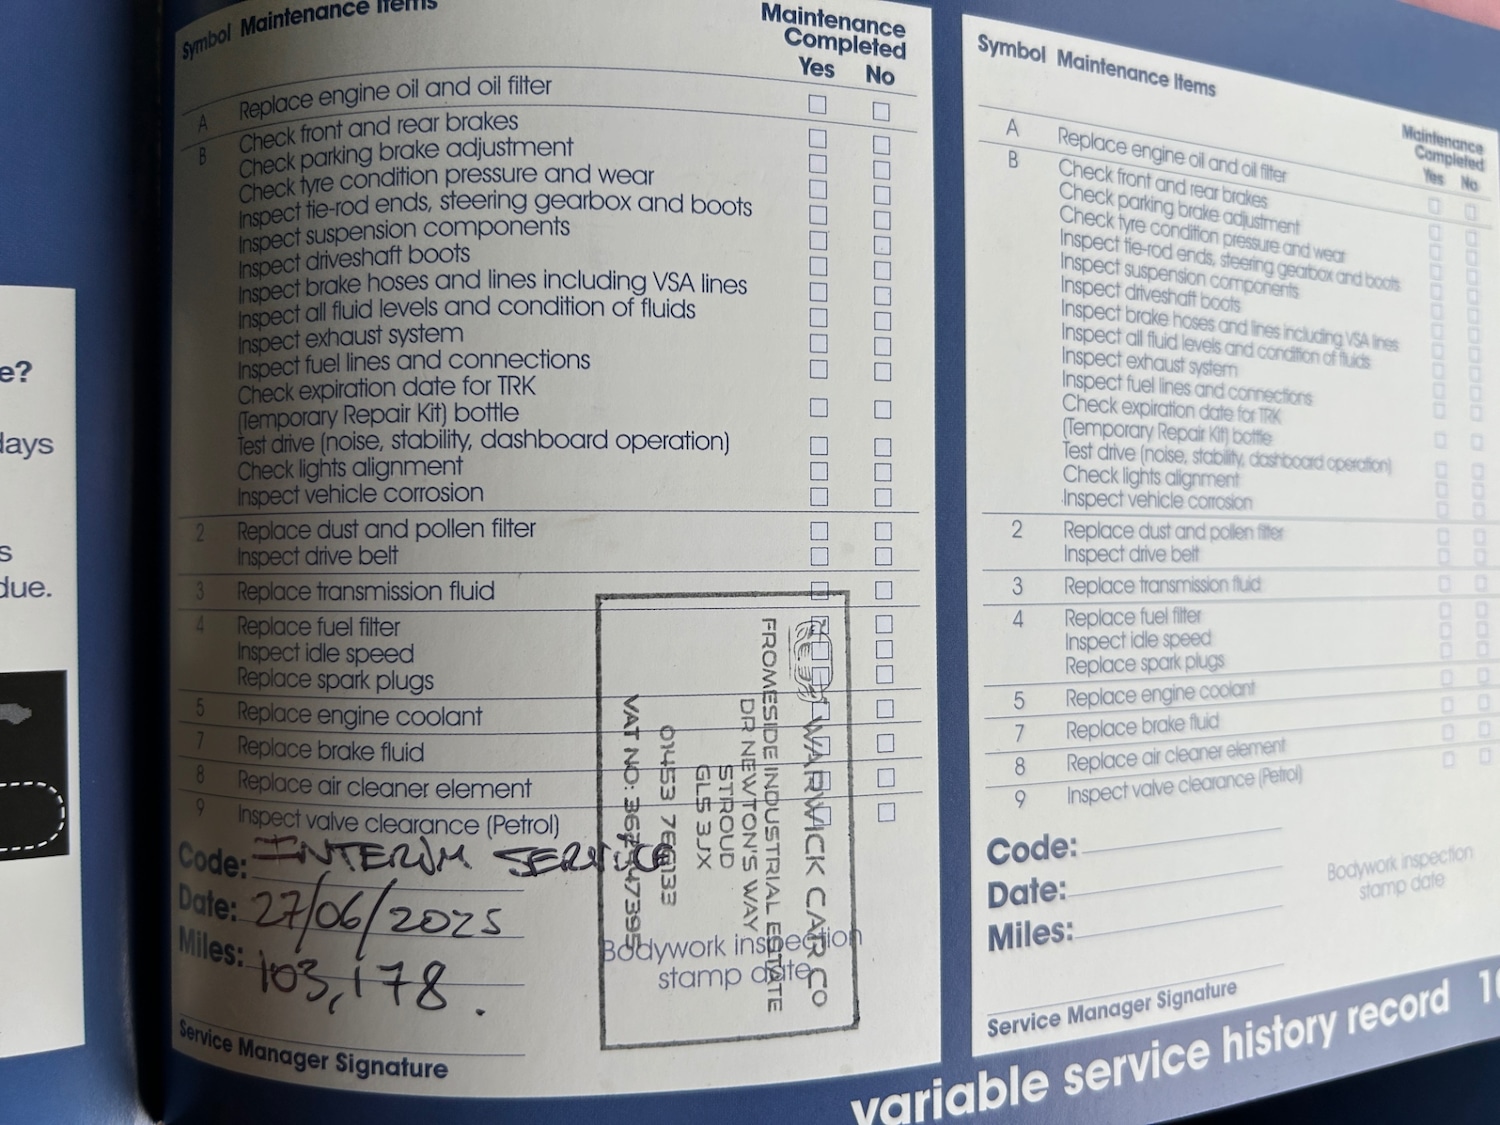 e?
days
s
due.
Symbol Maintenance Items
Maintenance
Completed
Yes No
A Replace engine oil and oil filter
B Check front and rear brakes
Check parking brake adjustment
Check tyre condition pressure and wear
Inspect tie-rod ends, steering gearbox and boots
Inspect suspension components
Inspect driveshaft boots
Inspect brake hoses and lines including VSA lines
Inspect all fluid levels and condition of fluids
Inspect exhaust system
Inspect fuel lines and connections
Check expiration date for TRK
(Temporary Repair Kit) bottle
Test drive (noise, stability, dashboard operation)
Check lights alignment
Inspect vehicle corrosion
2 Replace dust and pollen filter
Inspect drive belt
3 Replace transmission fluid
4 Replace fuel filter
Inspect idle speed
Replace spark plugs
5 Replace engine coolant
7 Replace brake fluid
8 Replace air cleaner element
9 Inspect valve clearance (Petrol)
Code: INTERIM SERVICE
Date: 27/06/2025
Miles: 103,178.
Service Manager Signature
Bodywork inspection
stamp date
WARWICK CAR CO
FROMESIDE INDUSTRIAL ESTATE
DR NEWTON'S WAY
STROUD
GL5 3JX
01453
VAT NO:
Symbol Maintenance Items
Maintenance
Completed
Yes No
A Replace engine oil and oil filter
B Check front and rear brakes
Check parking brake adjustment
Check tyre condition pressure and wear
Inspect tie-rod ends, steering gearbox and boots
Inspect suspension components
Inspect driveshaft boots
Inspect brake hoses and lines including VSA lines
Inspect all fluid levels and condition of fluids
Inspect exhaust system
Inspect fuel lines and connections
Check expiration date for TRK
(Temporary Repair Kit) bottle
Test drive (noise, stability, dashboard operation)
Check lights alignment
Inspect vehicle corrosion
2 Replace dust and pollen filter
Inspect drive belt
3 Replace transmission fluid
4 Replace fuel filter
Inspect idle speed
Replace spark plugs
5 Replace engine coolant
7 Replace brake fluid
8 Replace air cleaner element
9 Inspect valve clearance (Petrol)
Code:
Date:
Miles:
Bodywork inspection
stamp date
Service Manager Signature
variable service history record